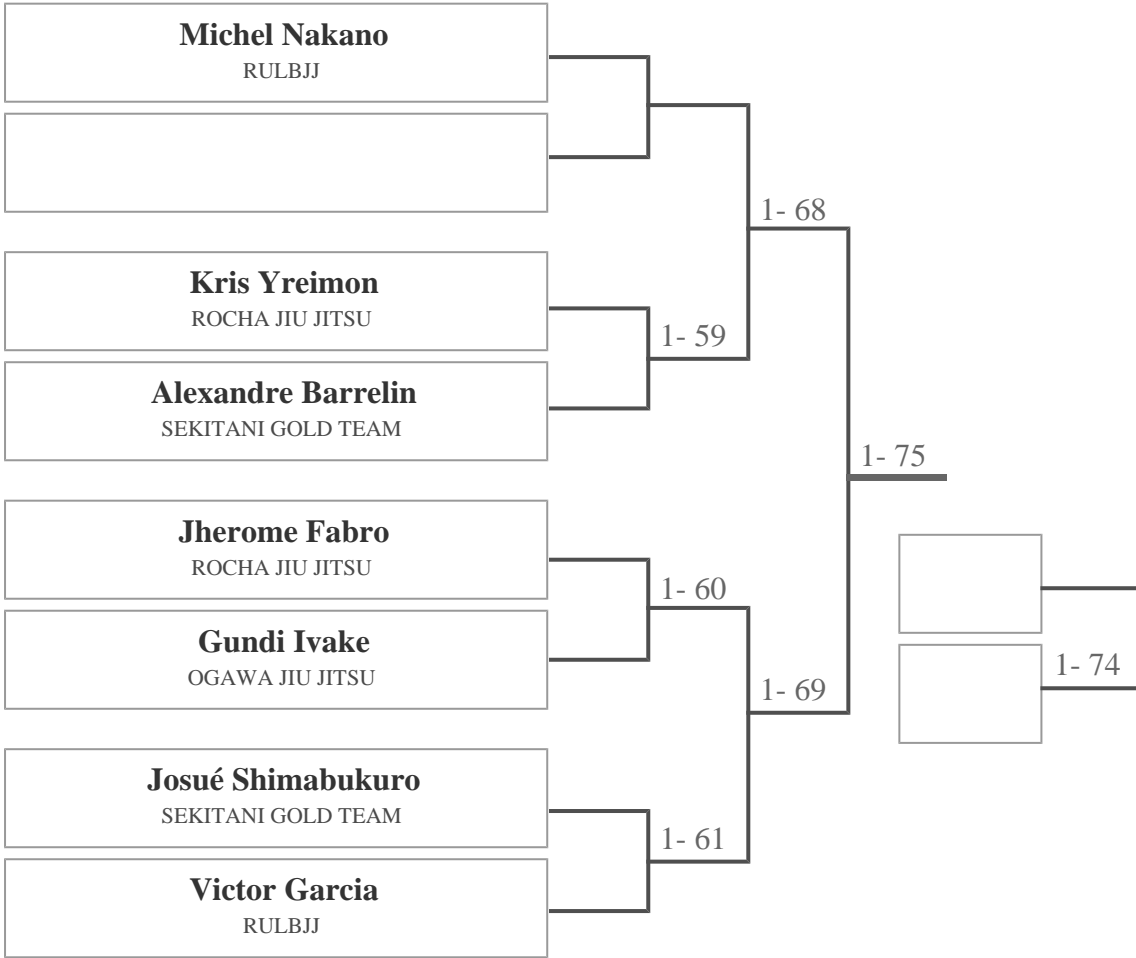 Michel Nakano
RULBJJ
1- 68
Kris Yreimon
ROCHA JIU JITSU
1- 59
Alexandre Barrelin
SEKITANI GOLD TEAM
1- 75
Jherome Fabro
ROCHA JIU JITSU
1- 60
Gundi Ivake
OGAWA JIU JITSU
1- 74
1- 69
Josué Shimabukuro
SEKITANI GOLD TEAM
1- 61
Victor Garcia
RULBJJ